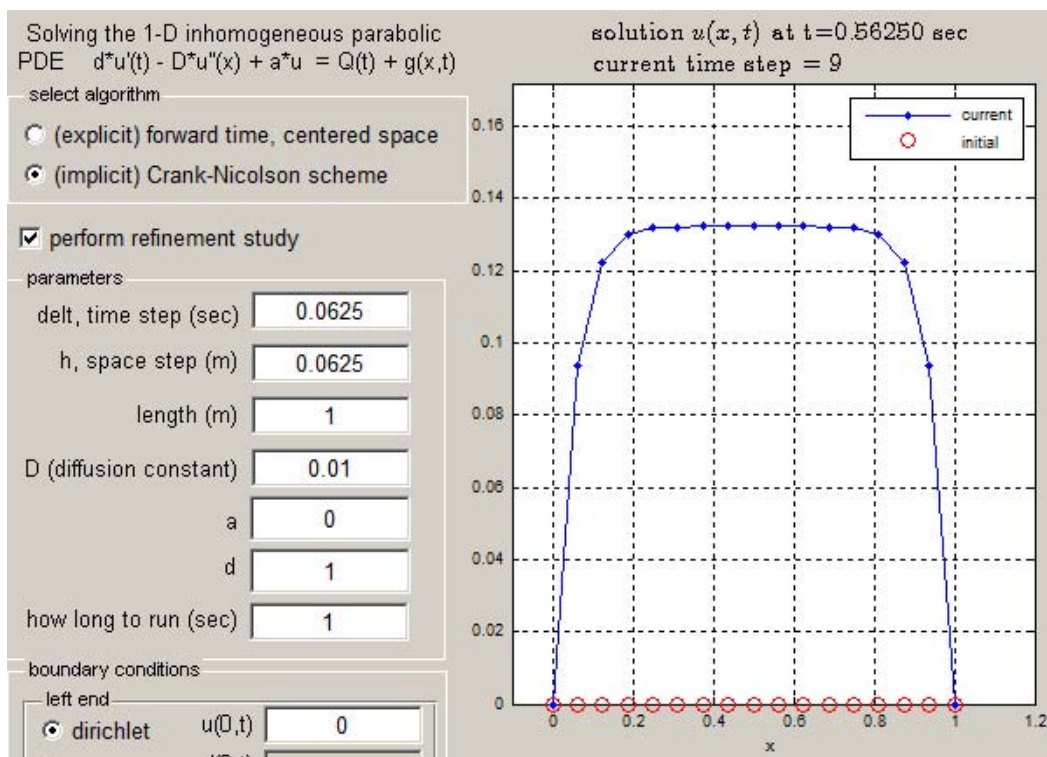 Solving the 1-D inhomogeneous parabolic
PDE d*u'(t) - D*u"(x) + a*u = Q(t) + g(x,t)
select algorithm
(explicit) forward time, centered space
(implicit) Crank-Nicolson scheme
perform refinement study
parameters
delt, time step (sec) 0.0625
h, space step (m) 0.0625
length (m) 1
D (diffusion constant) 0.01
a 0
d 1
how long to run (sec) 1
boundary conditions
left end
dirichlet u(0,t) 0
solution u(x, t) at t=0.56250 sec
current time step = 9
current
initial
0.16
0.14
0.12
0.1
0.08
0.06
0.04
0.02
0
0 0.2 0.4 0.6 0.8 1 1.2
x